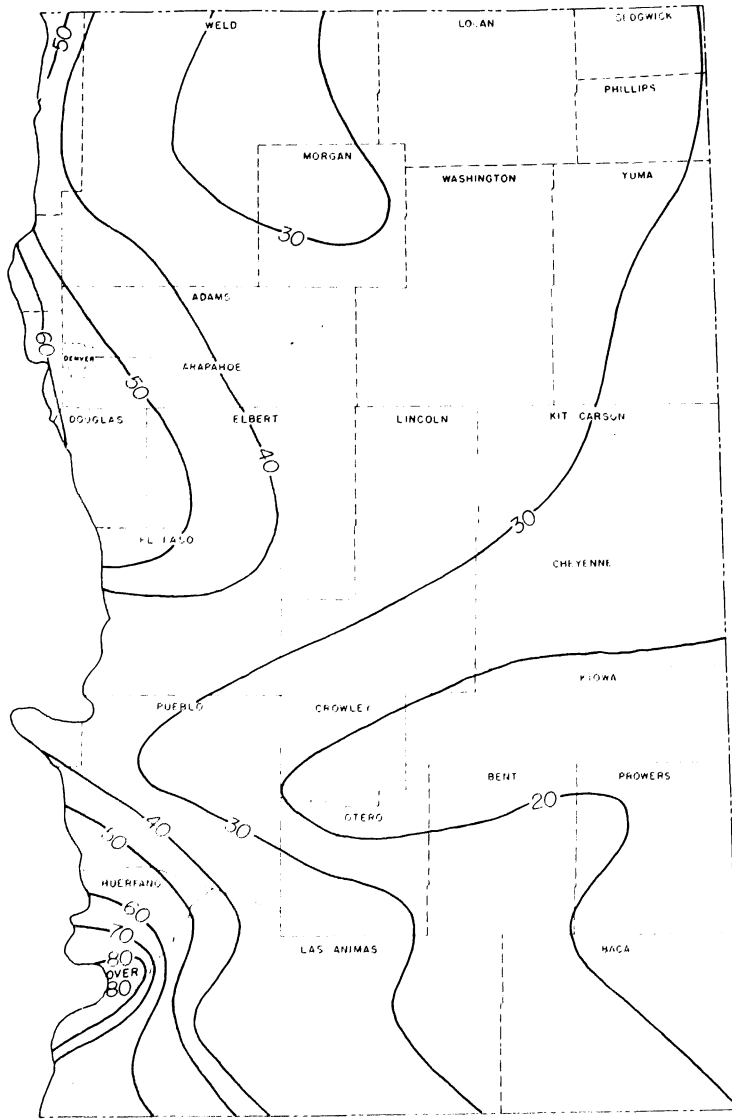 50
WELD
LOGAN
SEDGWICK
PHILLIPS
MORGAN
WASHINGTON
YUMA
30
ADAMS
60
DENVER
ARAPAHOE
50
DOUGLAS
ELBERT
LINCOLN
KIT CARSON
40
30
EL PASO
CHEYENNE
KIOWA
PUEBLO
CROWLEY
BENT
PROWERS
20
OTERO
40
30
50
HUERFANO
60
70
80
OVER
80
LAS ANIMAS
BACA